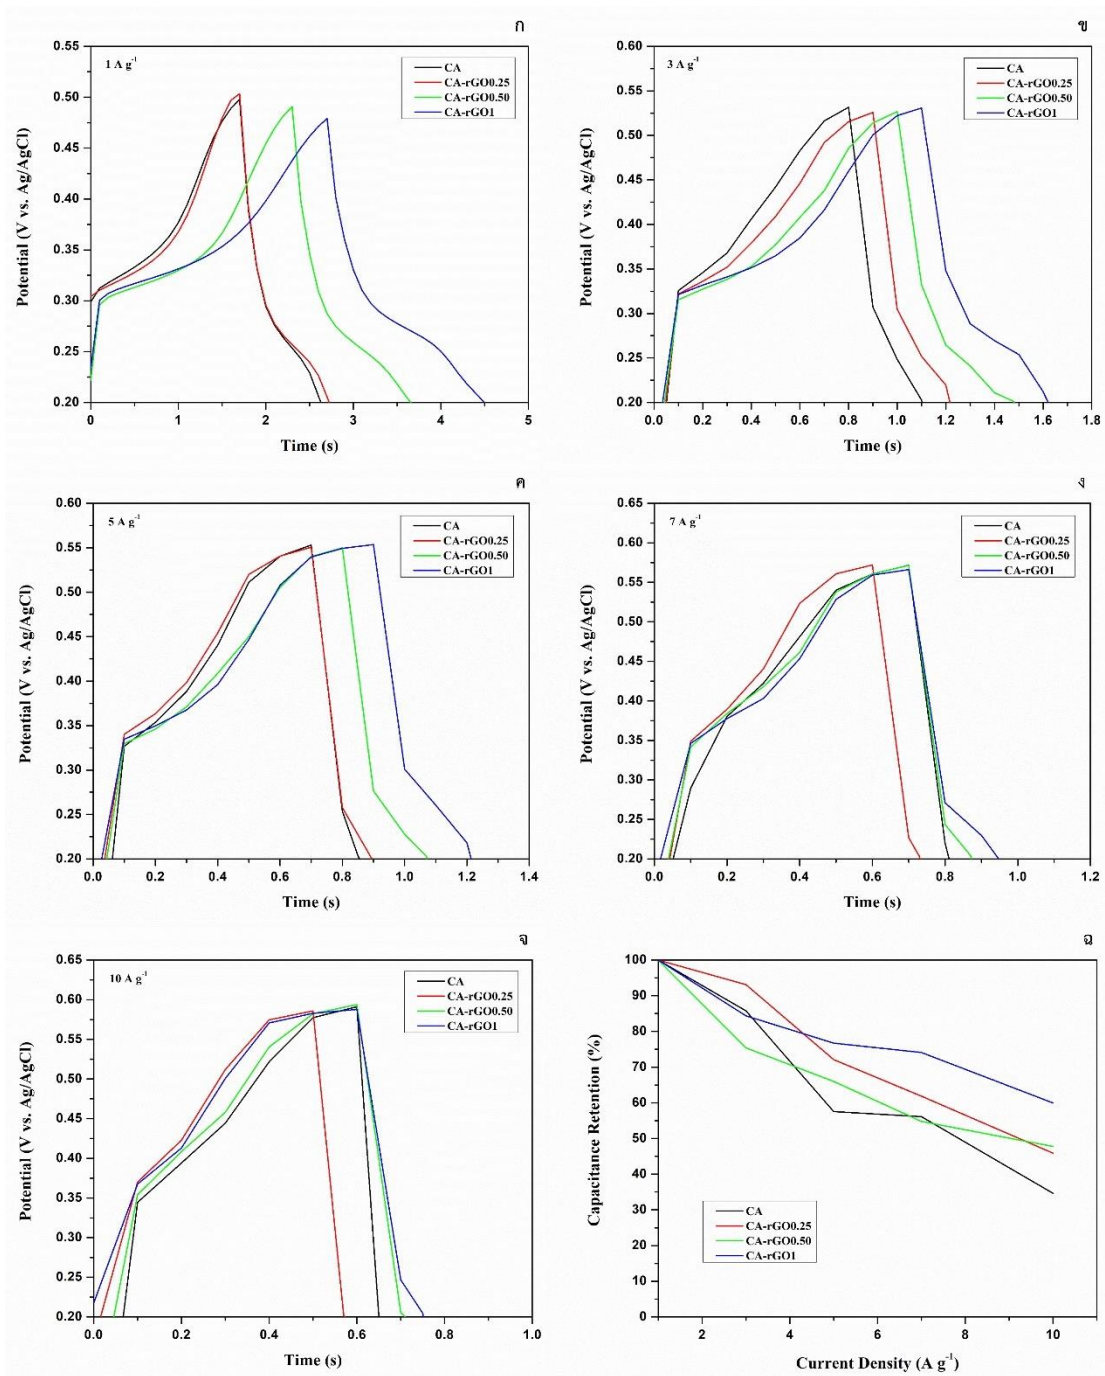 ก
1 A g⁻¹
CA
CA-rGO0.25
CA-rGO0.50
CA-rGO1
Potential (V vs. Ag/AgCl)
0.55
0.50
0.45
0.40
0.35
0.30
0.25
0.20
0 1 2 3 4 5
Time (s)
ข
3 A g⁻¹
CA
CA-rGO0.25
CA-rGO0.50
CA-rGO1
Potential (V vs. Ag/AgCl)
0.60
0.55
0.50
0.45
0.40
0.35
0.30
0.25
0.20
0.0 0.2 0.4 0.6 0.8 1.0 1.2 1.4 1.6 1.8
Time (s)
ค
5 A g⁻¹
CA
CA-rGO0.25
CA-rGO0.50
CA-rGO1
Potential (V vs. Ag/AgCl)
0.60
0.55
0.50
0.45
0.40
0.35
0.30
0.25
0.20
0.0 0.2 0.4 0.6 0.8 1.0 1.2 1.4
Time (s)
ง
7 A g⁻¹
CA
CA-rGO0.25
CA-rGO0.50
CA-rGO1
Potential (V vs. Ag/AgCl)
0.65
0.60
0.55
0.50
0.45
0.40
0.35
0.30
0.25
0.20
0.0 0.2 0.4 0.6 0.8 1.0 1.2
Time (s)
จ
10 A g⁻¹
CA
CA-rGO0.25
CA-rGO0.50
CA-rGO1
Potential (V vs. Ag/AgCl)
0.65
0.60
0.55
0.50
0.45
0.40
0.35
0.30
0.25
0.20
0.0 0.2 0.4 0.6 0.8 1.0
Time (s)
ฉ
Capacitance Retention (%)
100
90
80
70
60
50
40
30
20
10
0
CA
CA-rGO0.25
CA-rGO0.50
CA-rGO1
2 4 6 8 10
Current Density (A g⁻¹)